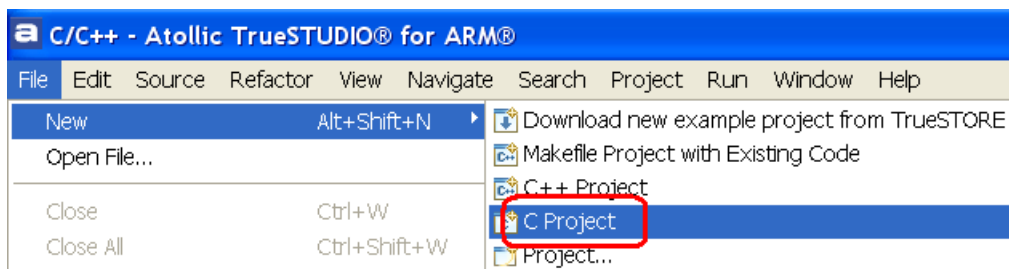 a C/C++ - Atollic TrueSTUDIO® for ARM®
File Edit Source Refactor View Navigate Search Project Run Window Help
New Alt+Shift+N
Download new example project from TrueSTORE
Open File...
Makefile Project with Existing Code
C++ Project
Close Ctrl+W
C Project
Close All Ctrl+Shift+W
Project...